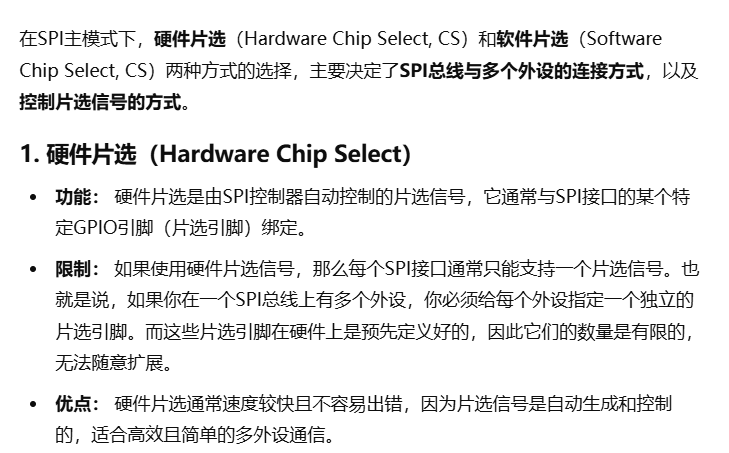 在SPI主模式下，硬件片选（Hardware Chip Select, CS）和软件片选（Software
Chip Select, CS）两种方式的选择，主要决定了SPI总线与多个外设的连接方式，以及
控制片选信号的方式。
1. 硬件片选（Hardware Chip Select）
• 功能： 硬件片选是由SPI控制器自动控制的片选信号，它通常与SPI接口的某个特
定GPIO引脚（片选引脚）绑定。
• 限制： 如果使用硬件片选信号，那么每个SPI接口通常只能支持一个片选信号。也
就是说，如果你在一个SPI总线上有多个外设，你必须给每个外设指定一个独立的
片选引脚。而这些片选引脚在硬件上是预先定义好的，因此它们的数量是有限的，
无法随意扩展。
• 优点： 硬件片选通常速度较快且不容易出错，因为片选信号是自动生成和控制
的，适合高效且简单的多外设通信。